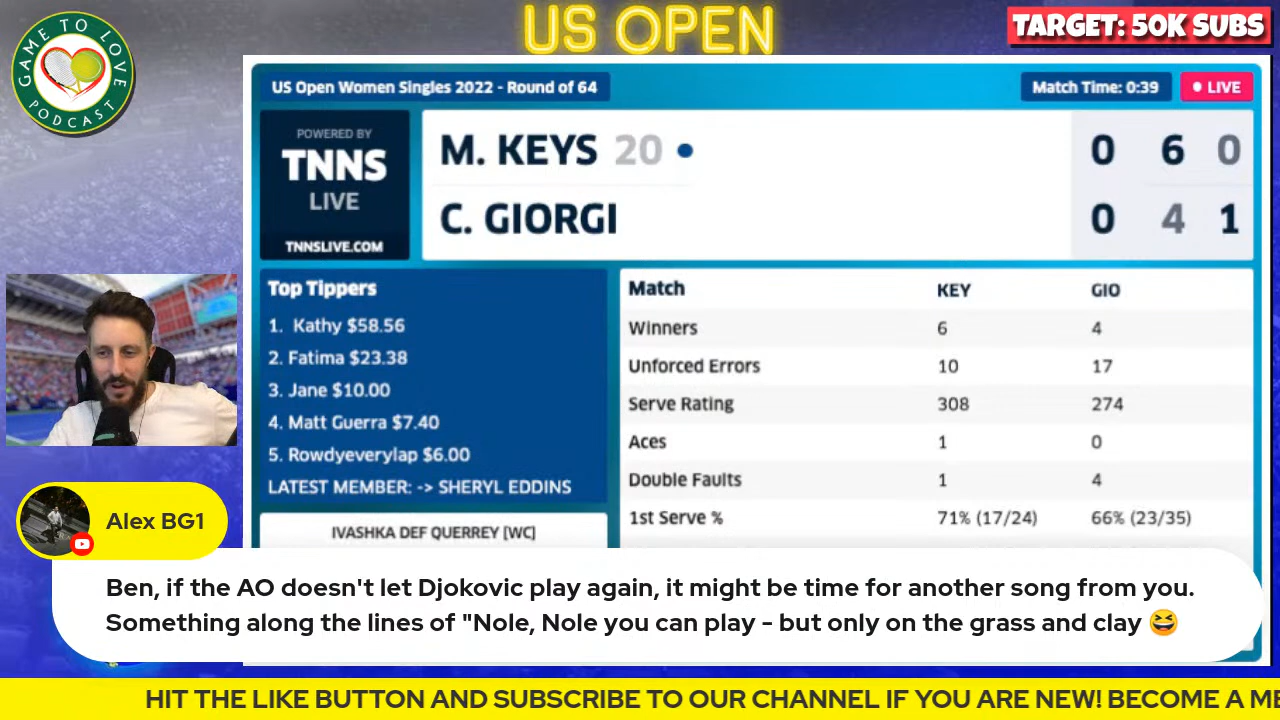 GAME TO LOVE
PODCAST
US OPEN
TARGET: 50K SUBS
US Open Women Singles 2022 - Round of 64
Match Time: 0:39
LIVE
POWERED BY
TNNS
LIVE
TNNSLIVE.COM
M. KEYS 20 0 6 0
C. GIORGI 0 4 1
Top Tippers
1. Kathy $58.56
2. Fatima $23.38
3. Jane $10.00
4. Matt Guerra $7.40
5. Rowdyeverylap $6.00
LATEST MEMBER: -> SHERYL EDDINS
IVASHKA DEF QUERREY [WC]
Match KEY GIO
Winners 6 4
Unforced Errors 10 17
Serve Rating 308 274
Aces 1 0
Double Faults 1 4
1st Serve % 71% (17/24) 66% (23/35)
Alex BG1
Ben, if the AO doesn't let Djokovic play again, it might be time for another song from you.
Something along the lines of "Nole, Nole you can play - but only on the grass and clay 😆
HIT THE LIKE BUTTON AND SUBSCRIBE TO OUR CHANNEL IF YOU ARE NEW! BECOME A ME